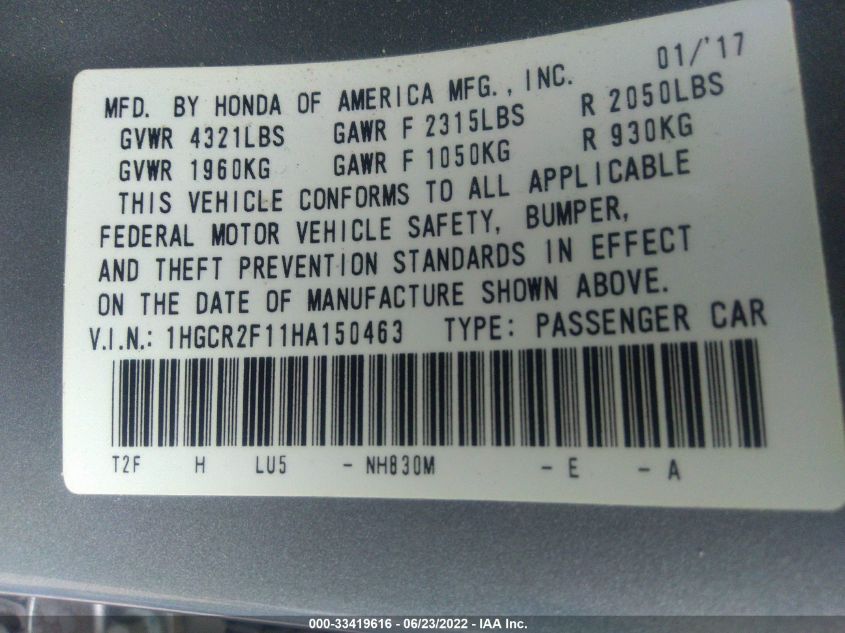 01/'17
MFD. BY HONDA OF AMERICA MFG., INC.
GVWR 4321LBS GAWR F 2315LBS R 2050LBS
GVWR 1960KG GAWR F 1050KG R 930KG
THIS VEHICLE CONFORMS TO ALL APPLICABLE
FEDERAL MOTOR VEHICLE SAFETY, BUMPER,
AND THEFT PREVENTION STANDARDS IN EFFECT
ON THE DATE OF MANUFACTURE SHOWN ABOVE.
V.I.N.: 1HGCR2F11HA150463 TYPE: PASSENGER CAR
T2F H LU5 - NH830M - E - A
000-33419616 - 06/23/2022 - IAA Inc.